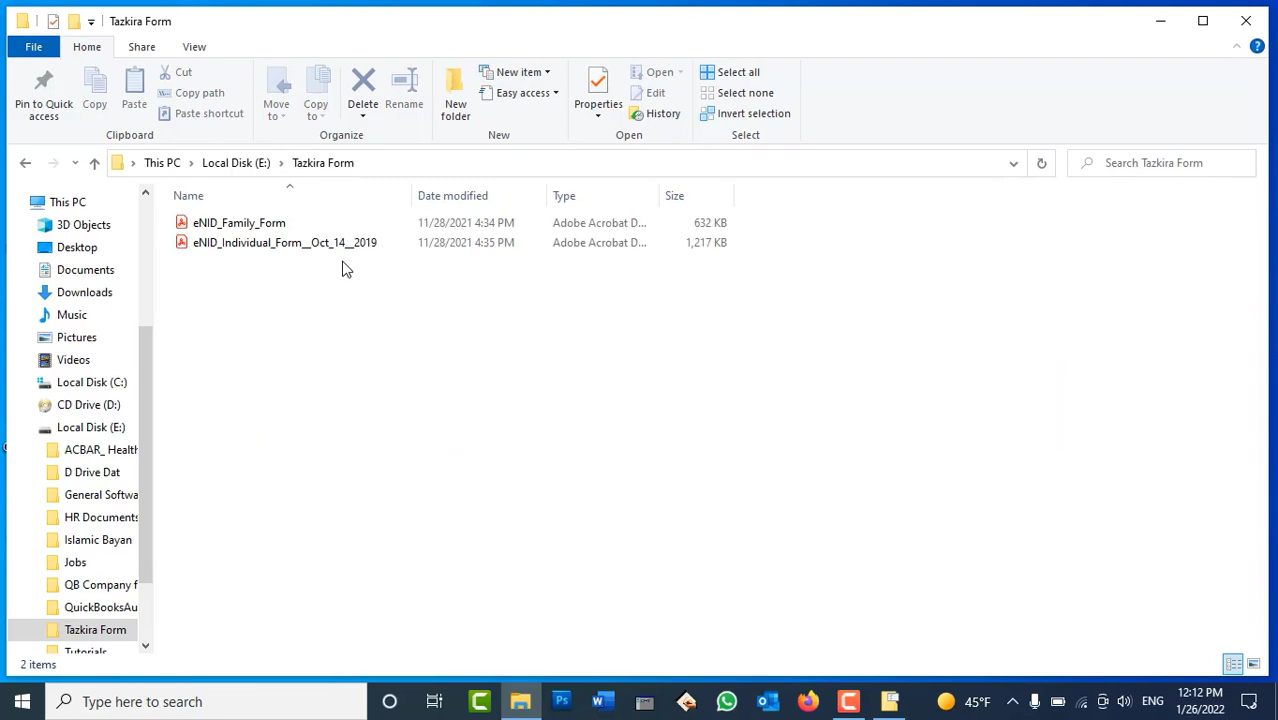 Tazkira Form
File Home Share View
Pin to Quick access
Copy
Paste
Cut
Copy path
Paste shortcut
Clipboard
Move to
Copy to
Delete
Rename
Organize
New folder
New item
Easy access
New
Properties
Open
Edit
History
Open
Select all
Select none
Invert selection
Select
This PC > Local Disk (E:) > Tazkira Form
Search Tazkira Form
Name Date modified Type Size
eNID_Family_Form 11/28/2021 4:34 PM Adobe Acrobat D... 632 KB
eNID_Individual_Form__Oct_14__2019 11/28/2021 4:35 PM Adobe Acrobat D... 1,217 KB
This PC
3D Objects
Desktop
Documents
Downloads
Music
Pictures
Videos
Local Disk (C:)
CD Drive (D:)
Local Disk (E:)
ACBAR_ Health
D Drive Dat
General Softwa
HR Documents
Islamic Bayan
Jobs
QB Company f
QuickBooksAu
Tazkira Form
Tutorials
2 items
Type here to search
Ps
W
45°F
ENG
12:12 PM
1/26/2022